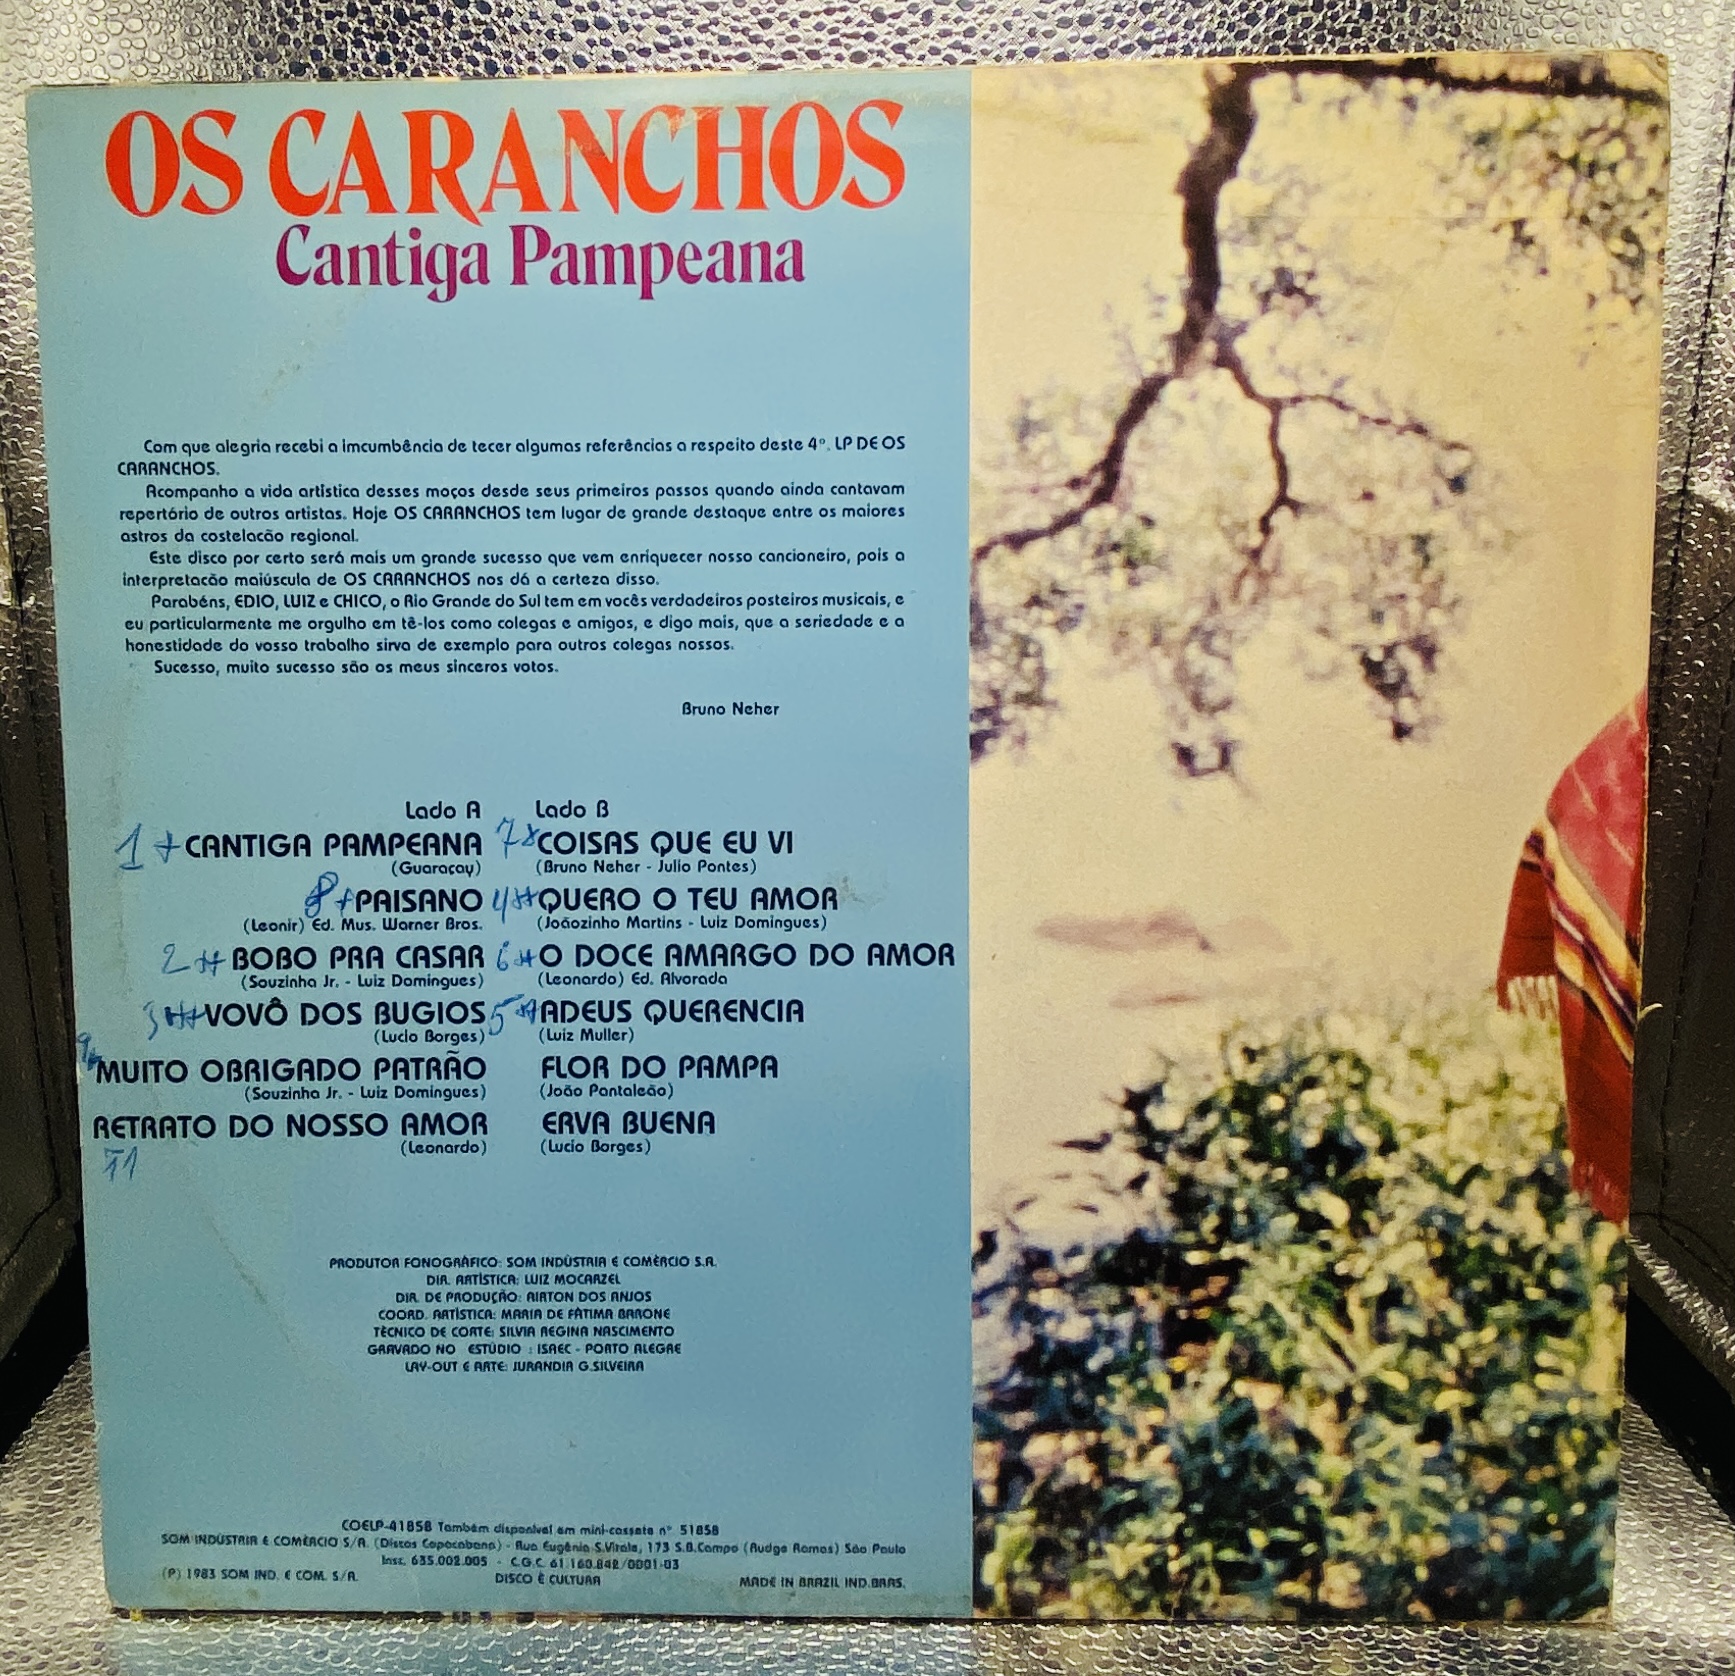 OS CARANCHOS
Cantiga Pampeana
Com que alegria recebi a imcumbência de tecer algumas referências a respeito deste 4º. LP DE OS
CARANCHOS.
Acompanho a vida artística desses moços desde seus primeiros passos quando ainda cantavam
repertório de outros artistas. Hoje OS CARANCHOS tem lugar de grande destaque entre os maiores
astros da costelacão regional.
Este disco por certo será mais um grande sucesso que vem enriquecer nosso cancioneiro, pois a
interpretacão maiúscula de OS CARANCHOS nos dá a certeza disso.
Parabéns, EDIO, LUIZ e CHICO, o Rio Grande do Sul tem em vocês verdadeiros posteiros musicais, e
eu particularmente me orgulho em tê-los como colegas e amigos, e digo mais, que a seriedade e a
honestidade do vosso trabalho sirva de exemplo para outros colegas nossos.
Sucesso, muito sucesso são os meus sinceros votos.
Bruno Neher
Lado A
1 + CANTIGA PAMPEANA
(Guaraçay)
8 + PAISANO
(Leonir) Ed. Mus. Warner Bros.
2 # BOBO PRA CASAR
(Souzinha Jr. - Luiz Domingues)
3 VOVÔ DOS BUGIOS
(Lucio Borges)
9 MUITO OBRIGADO PATRÃO
(Souzinha Jr. - Luiz Domingues)
RETRATO DO NOSSO AMOR
(Leonardo)
Lado B
7 COISAS QUE EU VI
(Bruno Neher - Julio Pontes)
4 # QUERO O TEU AMOR
(Joãozinho Martins - Luiz Domingues)
6 # O DOCE AMARGO DO AMOR
(Leonardo) Ed. Alvorada
5 ADEUS QUERENCIA
(Luiz Muller)
FLOR DO PAMPA
(João Pantaleão)
ERVA BUENA
(Lucio Borges)
PRODUTOR FONOGRÁFICO: SOM INDÚSTRIA E COMÉRCIO S.A.
DIR. ARTÍSTICA: LUIZ MOCARZEL
DIR. DE PRODUÇÃO: AIRTON DOS ANJOS
COORD. ARTÍSTICA: MARIA DE FÁTIMA BARONE
TÉCNICO DE CORTE: SILVIA REGINA NASCIMENTO
GRAVADO NO ESTÚDIO : ISAEC - PORTO ALEGRE
LAY-OUT E ARTE: JURANDIR G.SILVEIRA
COELP-41858 Também disponível em mini-cassete nº 51858
SOM INDÚSTRIA E COMÉRCIO S/A. (Discos Copacabana) - Rua Eugênia S.Vitale, 173 S.B.Campo (Rudge Ramos) São Paulo
Insc. 635.002.005 - C.G.C. 61.160.842/0001-03
(P) 1983 SOM IND. E COM. S/A.
DISCO É CULTURA
MADE IN BRAZIL IND.BRAS.